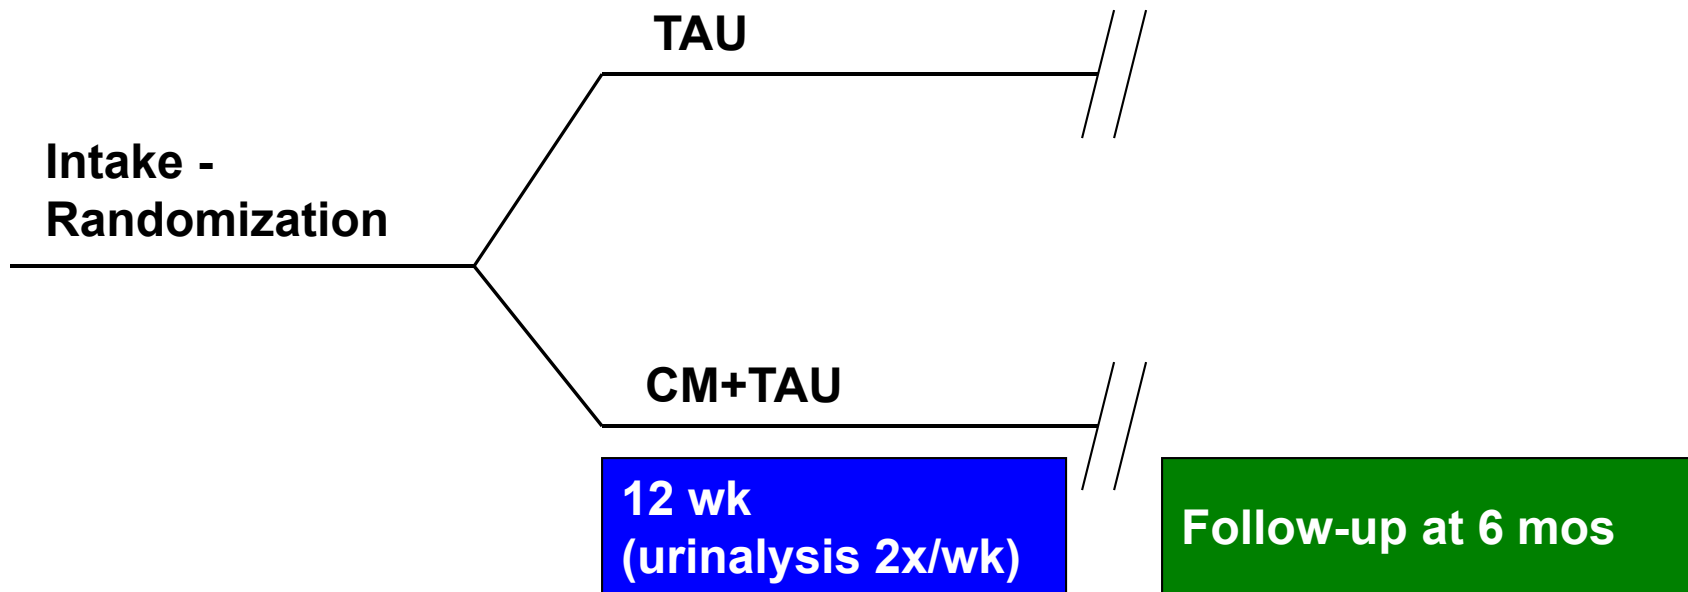 TAU
Intake -
Randomization
CM+TAU
12 wk
(urinalysis 2x/wk)
Follow-up at 6 mos